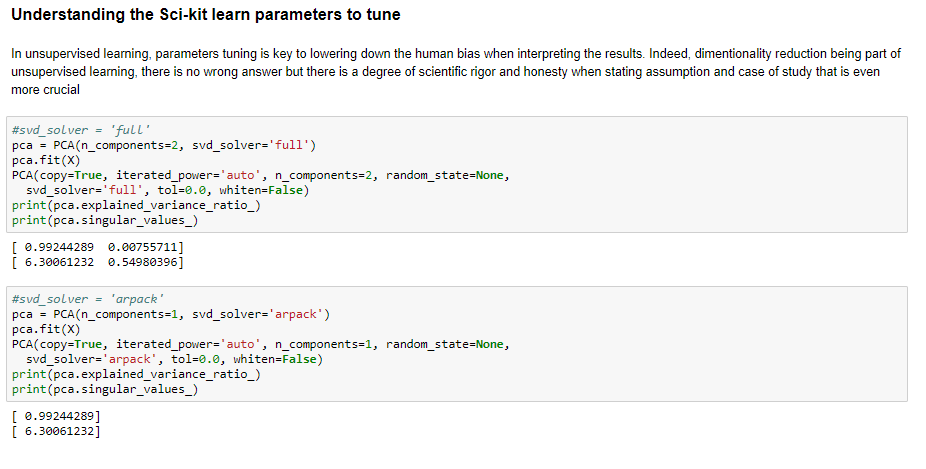 Understanding the Sci-kit learn parameters to tune
In unsupervised learning, parameters tuning is key to lowering down the human bias when interpreting the results. Indeed, dimentionality reduction being part of
unsupervised learning, there is no wrong answer but there is a degree of scientific rigor and honesty when stating assumption and case of study that is even
more crucial
#svd_solver = 'full'
pca = PCA(n_components=2, svd_solver='full')
pca.fit(X)
PCA(copy=True, iterated_power='auto', n_components=2, random_state=None,
  svd_solver='full', tol=0.0, whiten=False)
print(pca.explained_variance_ratio_)
print(pca.singular_values_)
[ 0.99244289  0.00755711]
[ 6.30061232  0.54980396]
#svd_solver = 'arpack'
pca = PCA(n_components=1, svd_solver='arpack')
pca.fit(X)
PCA(copy=True, iterated_power='auto', n_components=1, random_state=None,
  svd_solver='arpack', tol=0.0, whiten=False)
print(pca.explained_variance_ratio_)
print(pca.singular_values_)
[ 0.99244289]
[ 6.30061232]